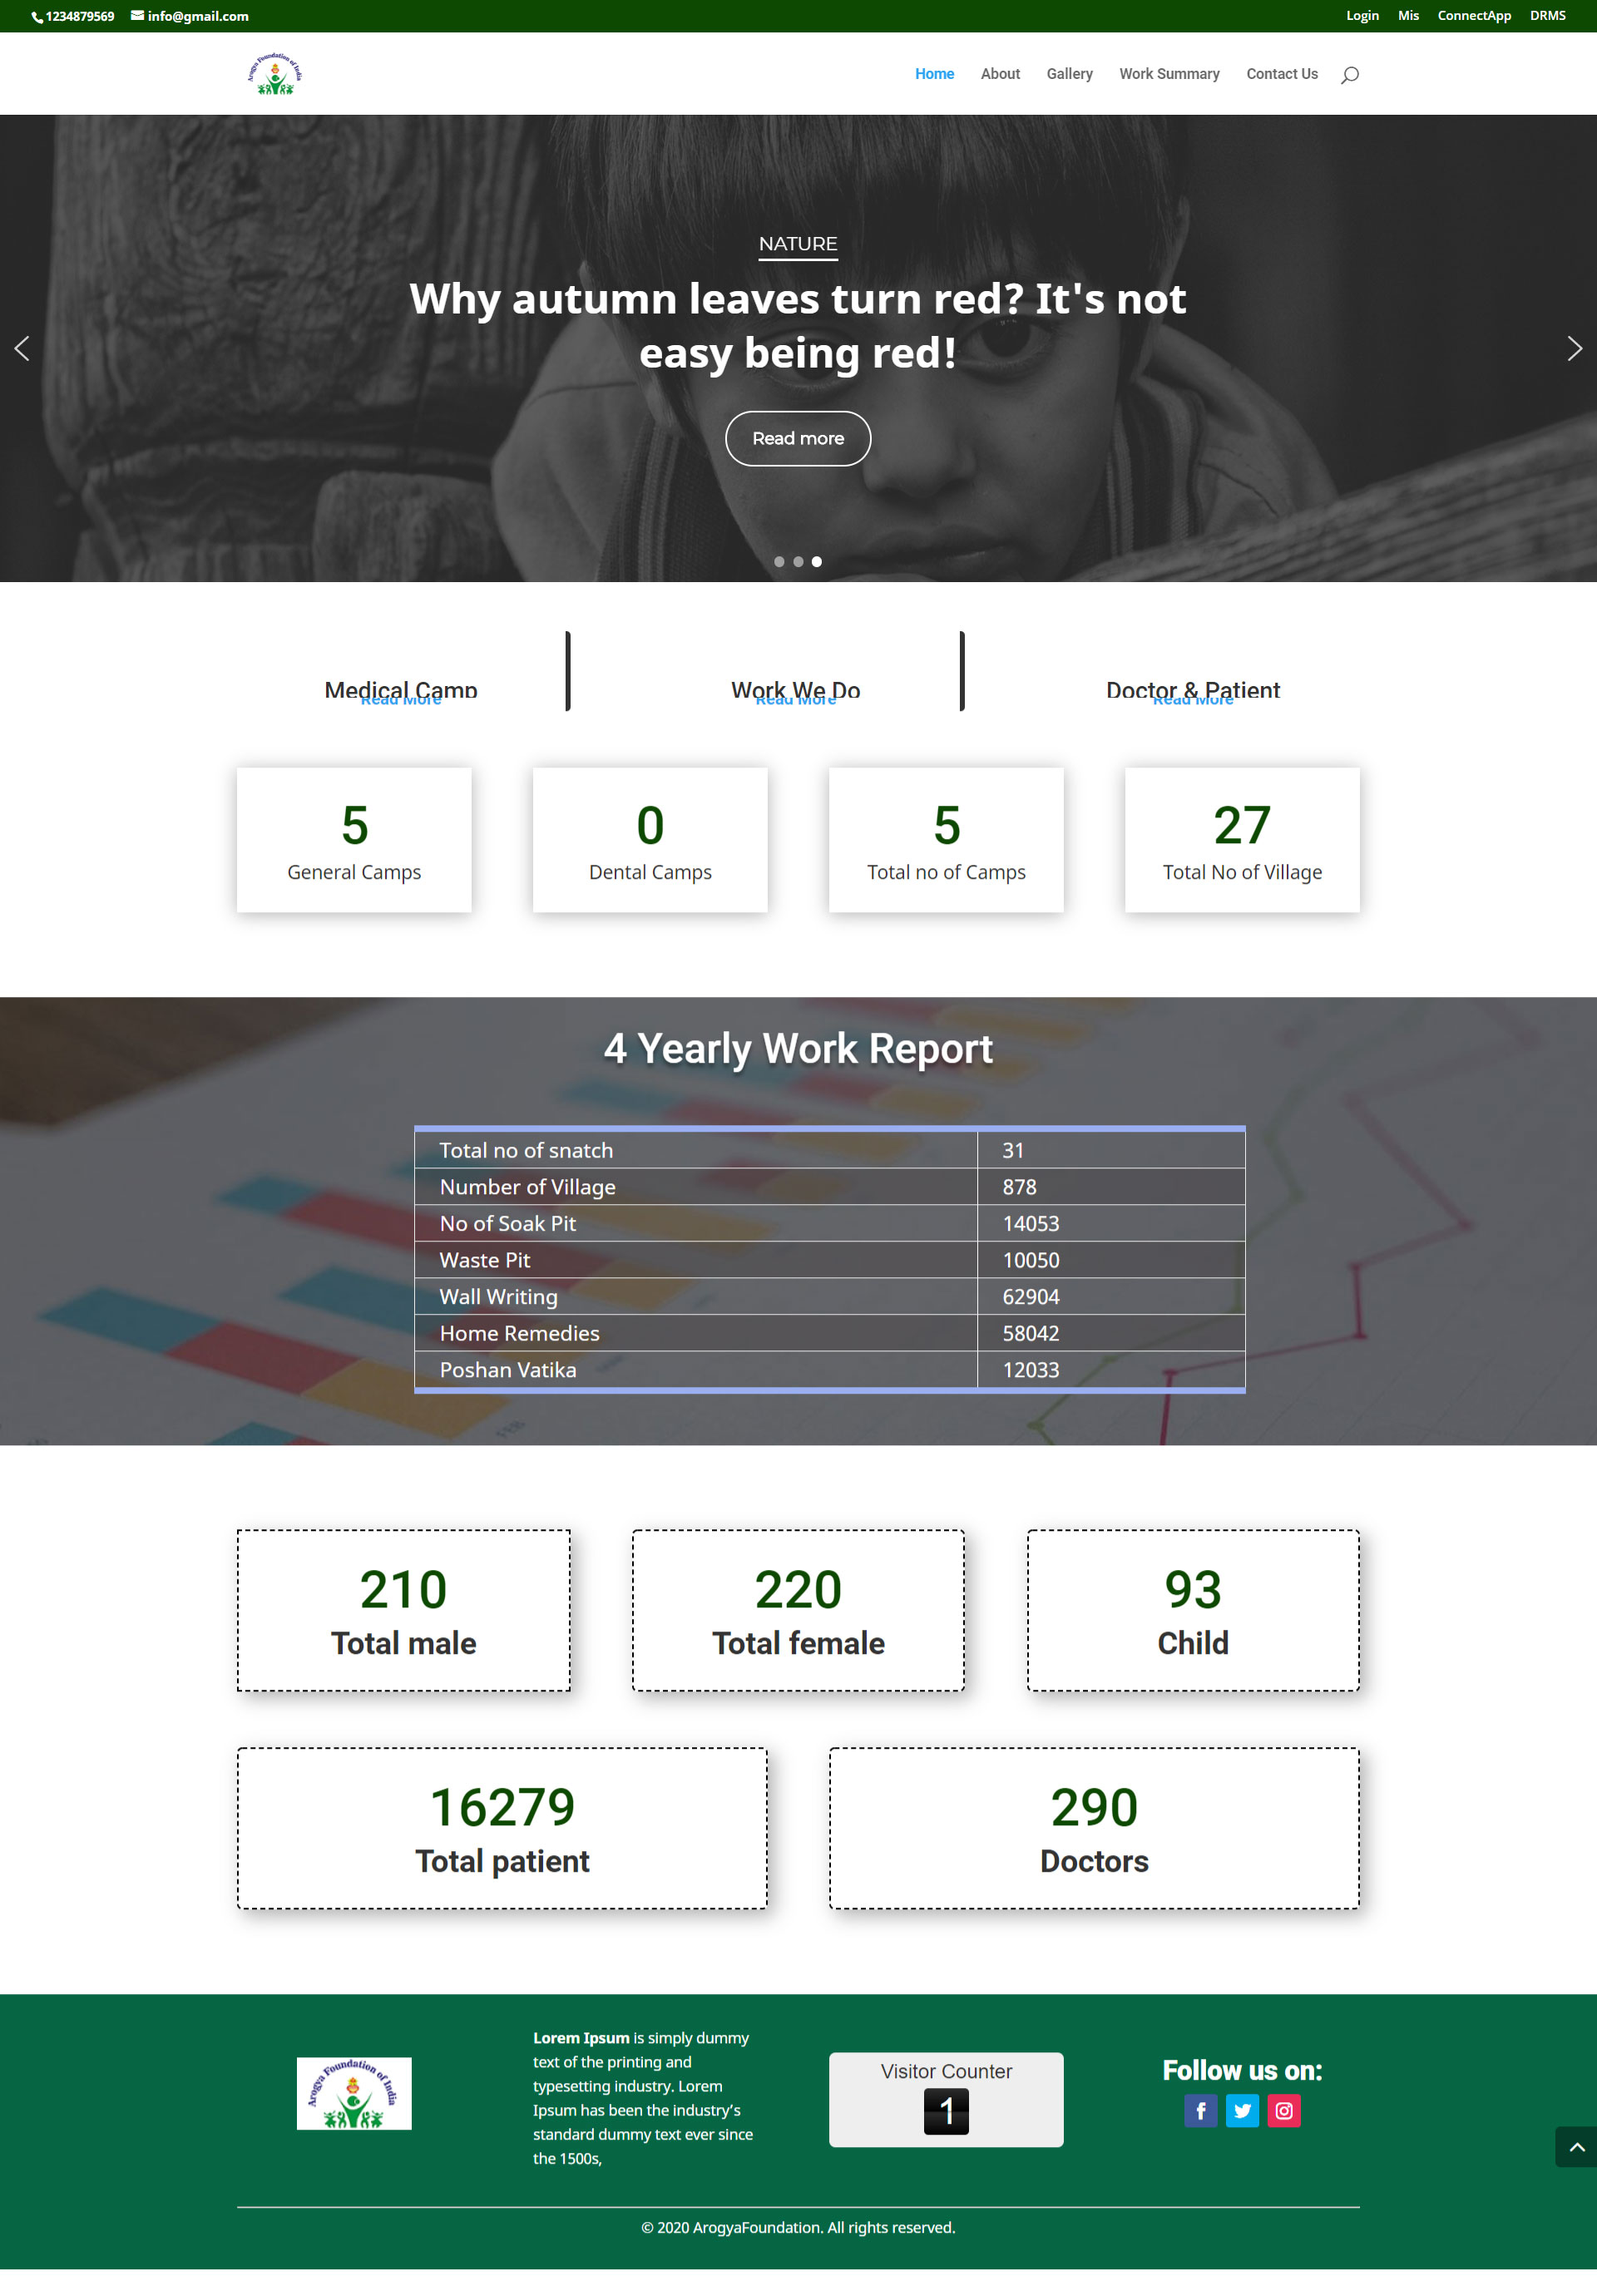 1234879569 info@gmail.com Login Mis ConnectApp DRMS
Arogya Foundation of India
Home About Gallery Work Summary Contact Us
NATURE
Why autumn leaves turn red? It's not
easy being red!
Read more
Medical Camp Work We Do Doctor & Patient
Read More Read More Read More
5 0 5 27
General Camps Dental Camps Total no of Camps Total No of Village
4 Yearly Work Report
Total no of snatch 31
Number of Village 878
No of Soak Pit 14053
Waste Pit 10050
Wall Writing 62904
Home Remedies 58042
Poshan Vatika 12033
FEB
210 220 93
Total male Total female Child
16279 290
Total patient Doctors
Arogya Foundation of India
Lorem Ipsum is simply dummy
text of the printing and
typesetting industry. Lorem
Ipsum has been the industry’s
standard dummy text ever since
the 1500s,
Visitor Counter
1
Follow us on:
© 2020 ArogyaFoundation. All rights reserved.